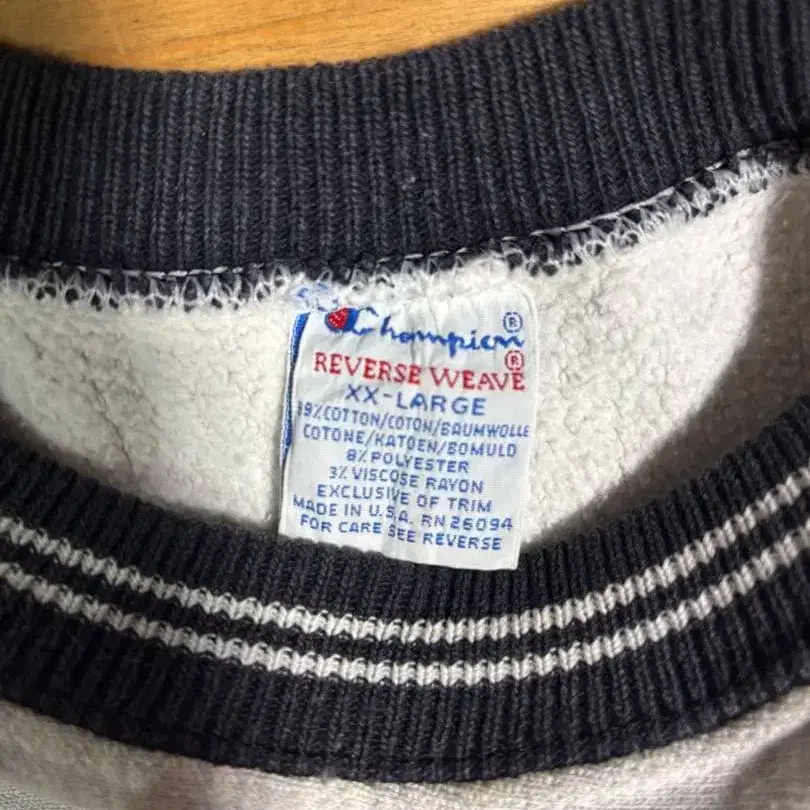 Champion ®
REVERSE WEAVE ®
XX-LARGE
89% COTTON/COTON/BAUMWOLLE
COTONE/KATOEN/BOMULD
8% POLYESTER
3% VISCOSE RAYON
EXCLUSIVE OF TRIM
MADE IN U.S.A. RN 26094
FOR CARE SEE REVERSE